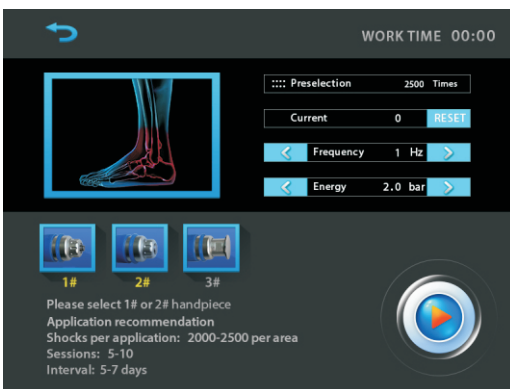 WORK TIME 00:00
:::: Preselection 2500 Times
Current 0 RESET
Frequency 1 Hz
Energy 2.0 bar
1# 2# 3#
Please select 1# or 2# handpiece
Application recommendation
Shocks per application: 2000-2500 per area
Sessions: 5-10
Interval: 5-7 days